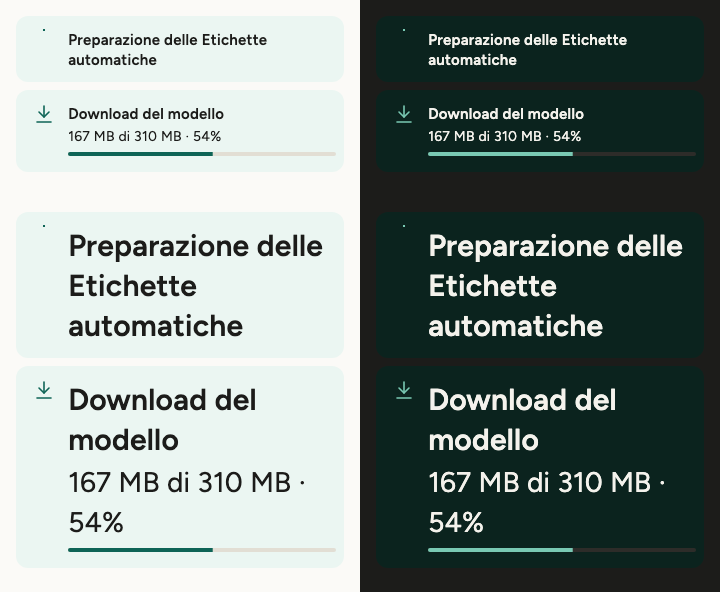 Preparazione delle Etichette
automatiche
Download del modello
167 MB di 310 MB · 54%
Preparazione delle
Etichette
automatiche
Download del
modello
167 MB di 310 MB ·
54%
Preparazione delle Etichette
automatiche
Download del modello
167 MB di 310 MB · 54%
Preparazione delle
Etichette
automatiche
Download del
modello
167 MB di 310 MB ·
54%